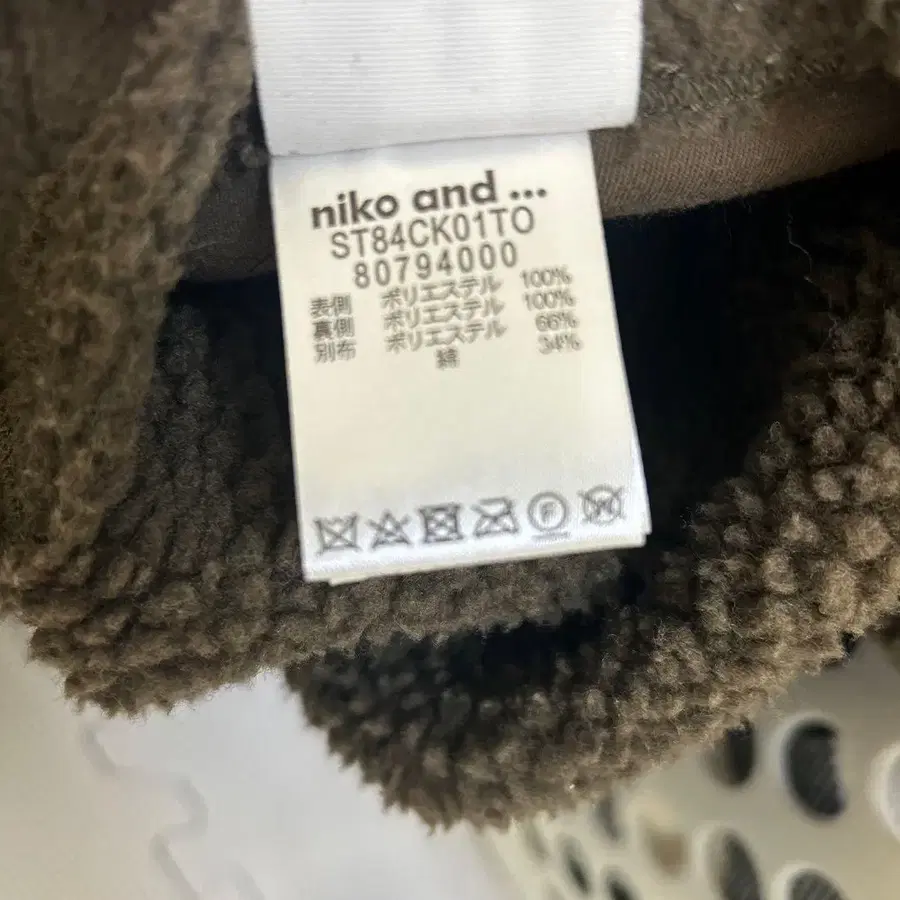 niko and ...
ST84CK01TO
80794000
表側 ポリエステル 100%
裏側 ポリエステル 100%
別布 ポリエステル 66%
綿 34%
F